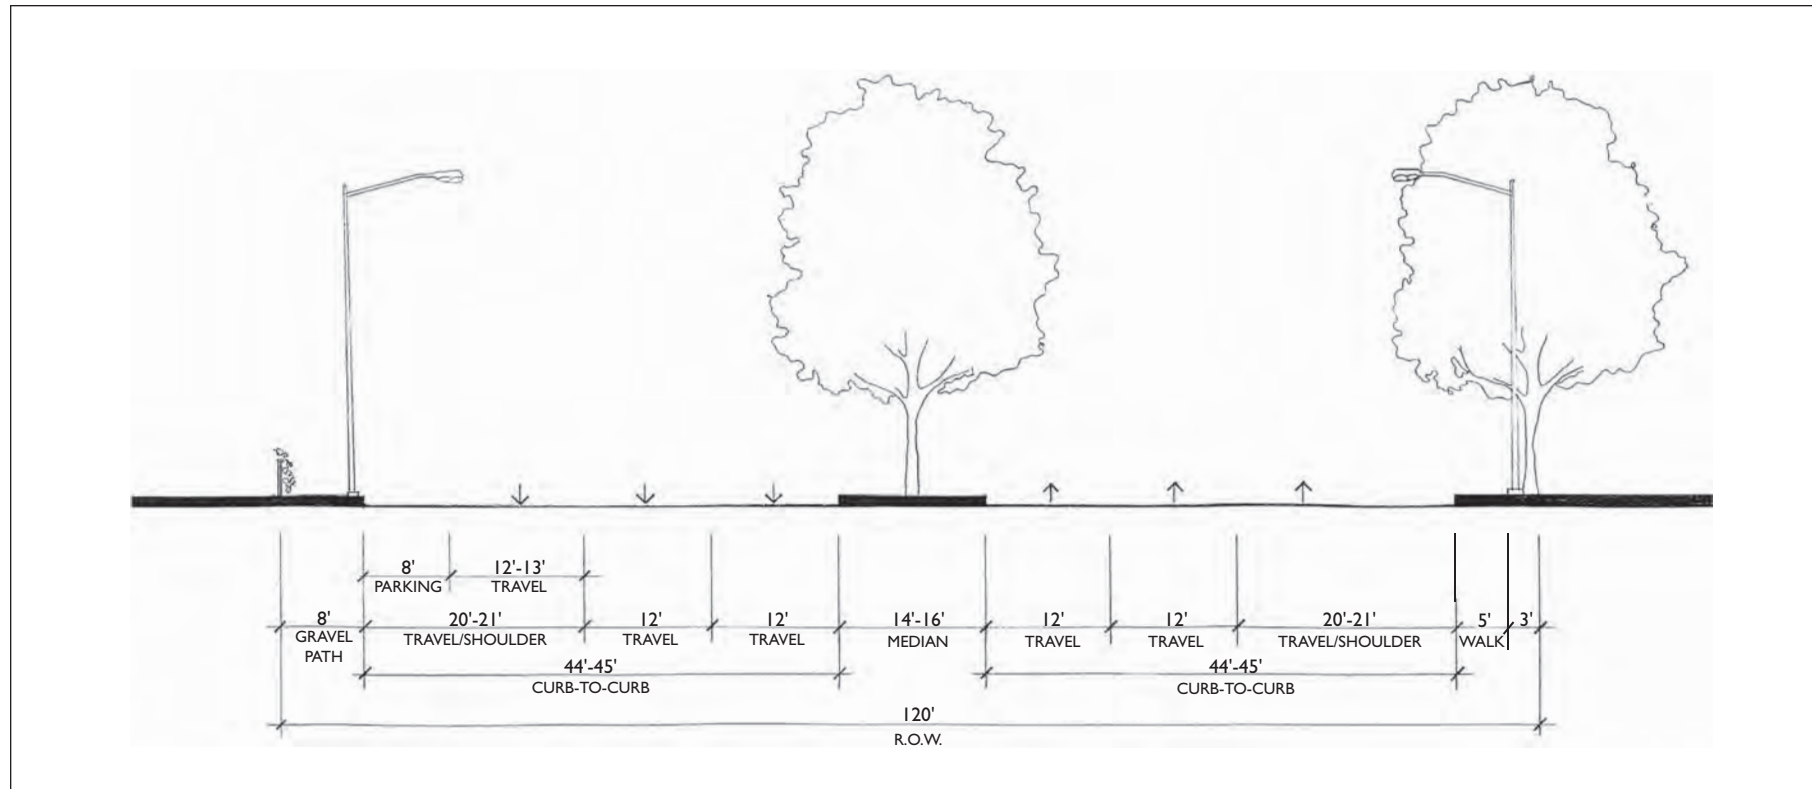 8' 12'-13'
PARKING TRAVEL
8' 20'-21' 12' 12' 14'-16' 12' 12' 20'-21' 5' 3'
GRAVEL TRAVEL/SHOULDER TRAVEL TRAVEL MEDIAN TRAVEL TRAVEL TRAVEL/SHOULDER WALK
PATH
44'-45' 44'-45'
CURB-TO-CURB CURB-TO-CURB
120'
R.O.W.